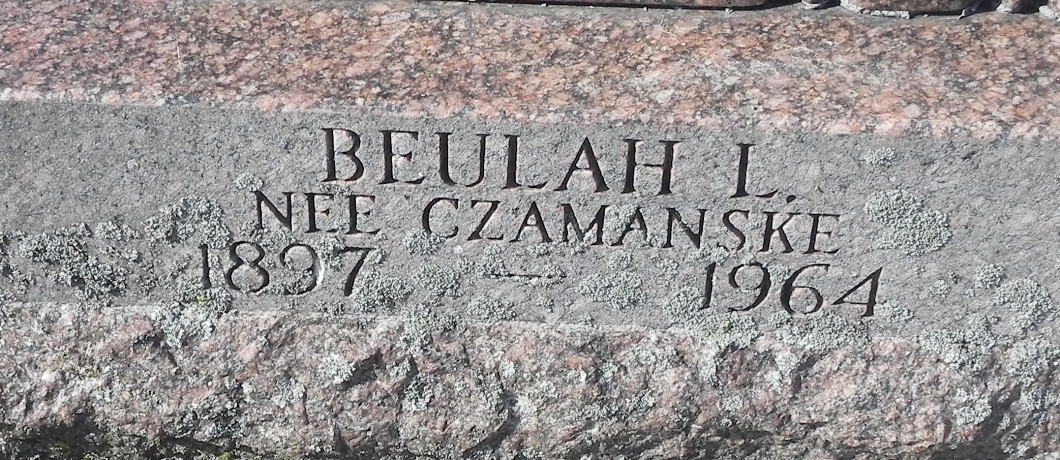 BEULAH L.
NEE CZAMANSKE
1897 – 1964